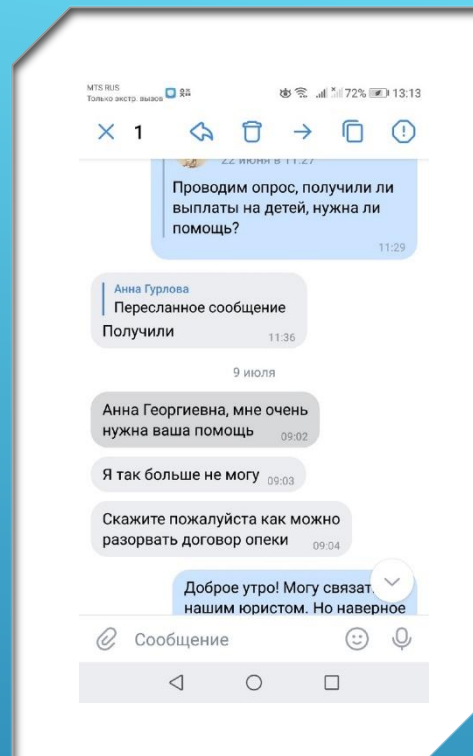 MTS RUS
Только экстр. вызов
72% 13:13
1
22 июня в 11:27
Проводим опрос, получили ли
выплаты на детей, нужна ли
помощь?
11:29
Анна Гурлова
Пересланное сообщение
Получили
11:36
9 июля
Анна Георгиевна, мне очень
нужна ваша помощь
09:02
Я так больше не могу
09:03
Скажите пожалуйста как можно
разорвать договор опеки
09:04
Доброе утро! Могу связат
нашим юристом. Но наверное
Сообщение